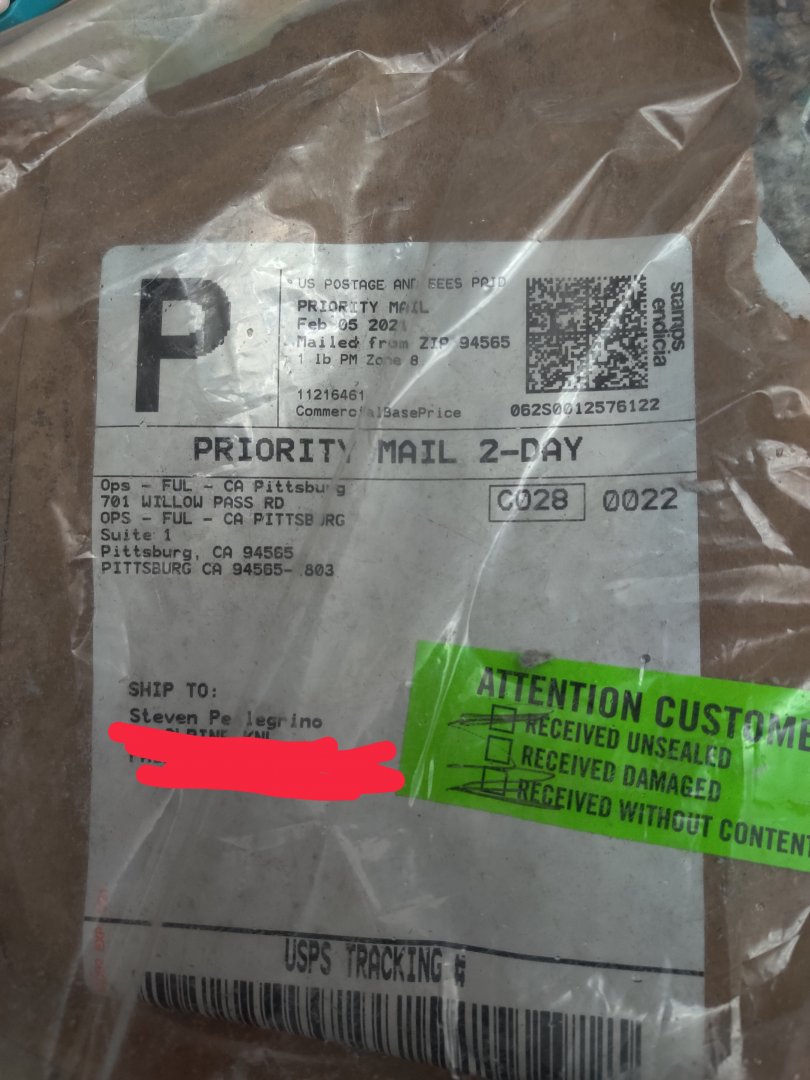 P
US POSTAGE AND FEES PAID
PRIORITY MAIL
Feb 05 2021
Mailed from ZIP 94565
1 lb PM Zone 8
11216461
CommercialBasePrice
stamps
endicia
062S0012576122
PRIORITY MAIL 2-DAY
Ops - FUL - CA Pittsburg
701 WILLOW PASS RD
OPS - FUL - CA PITTSBURG
Suite 1
Pittsburg, CA 94565
PITTSBURG CA 94565-
C028 0022
SHIP TO:
Steven Pellegrino
ATTENTION CUSTOME
RECEIVED UNSEALED
RECEIVED DAMAGED
RECEIVED WITHOUT CONTENT
USPS TRACKING #